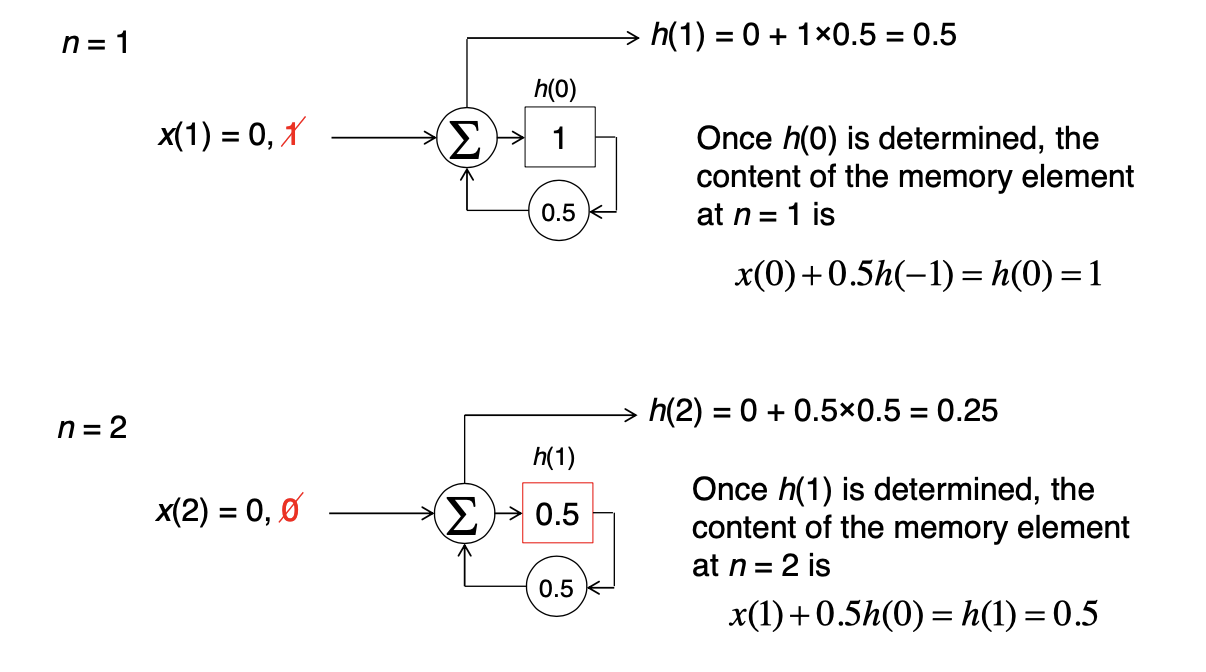 n = 1
h(1) = 0 + 1×0.5 = 0.5
h(0)
x(1) = 0, 1
Σ
1
0.5
Once h(0) is determined, the
content of the memory element
at n = 1 is
x(0)+0.5h(−1) = h(0) = 1
n = 2
h(2) = 0 + 0.5×0.5 = 0.25
h(1)
x(2) = 0, 0
Σ
0.5
0.5
Once h(1) is determined, the
content of the memory element
at n = 2 is
x(1)+0.5h(0) = h(1) = 0.5